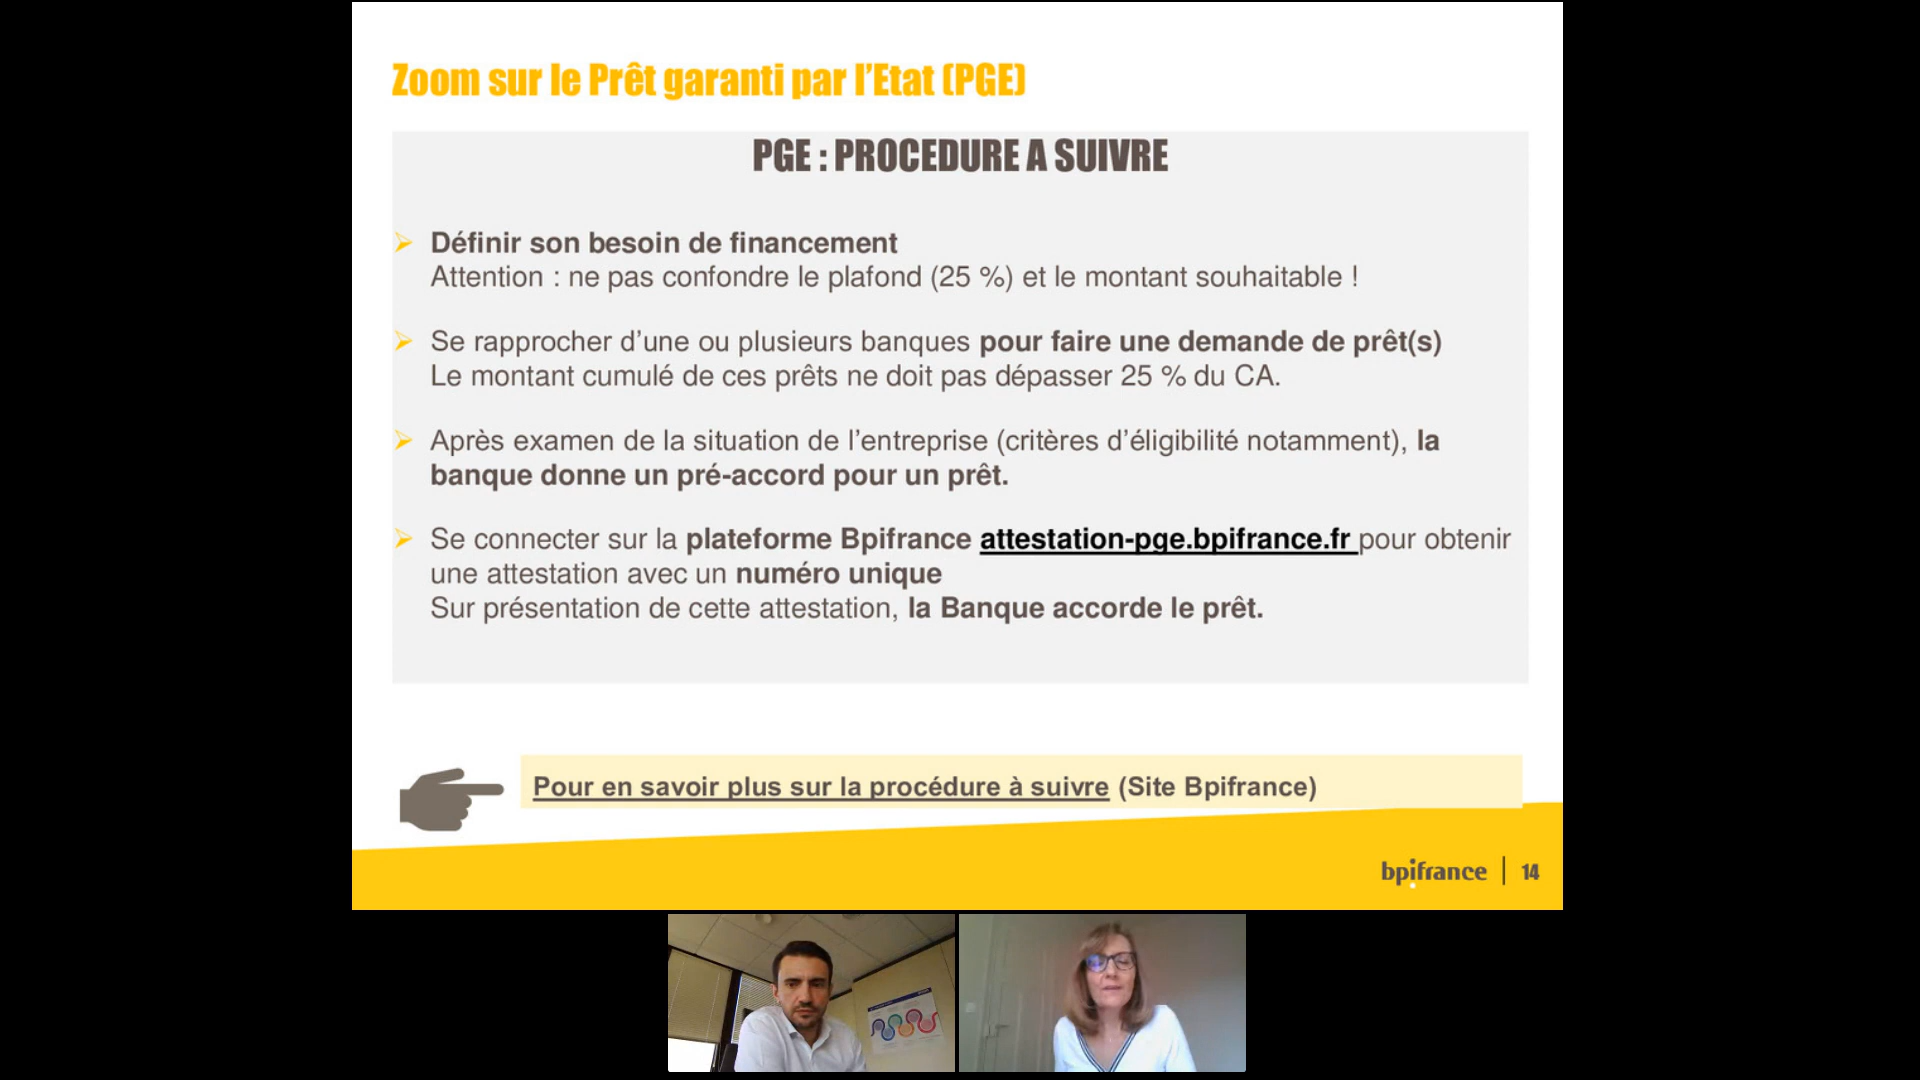 Zoom sur le Prêt garanti par l'Etat (PGE)
PGE : PROCEDURE A SUIVRE
Définir son besoin de financement
Attention : ne pas confondre le plafond (25 %) et le montant souhaitable !
Se rapprocher d'une ou plusieurs banques pour faire une demande de prêt(s)
Le montant cumulé de ces prêts ne doit pas dépasser 25 % du CA.
Après examen de la situation de l'entreprise (critères d'éligibilité notamment), la
banque donne un pré-accord pour un prêt.
Se connecter sur la plateforme Bpifrance attestation-pge.bpifrance.fr pour obtenir
une attestation avec un numéro unique
Sur présentation de cette attestation, la Banque accorde le prêt.
Pour en savoir plus sur la procédure à suivre (Site Bpifrance)
bpifrance | 14